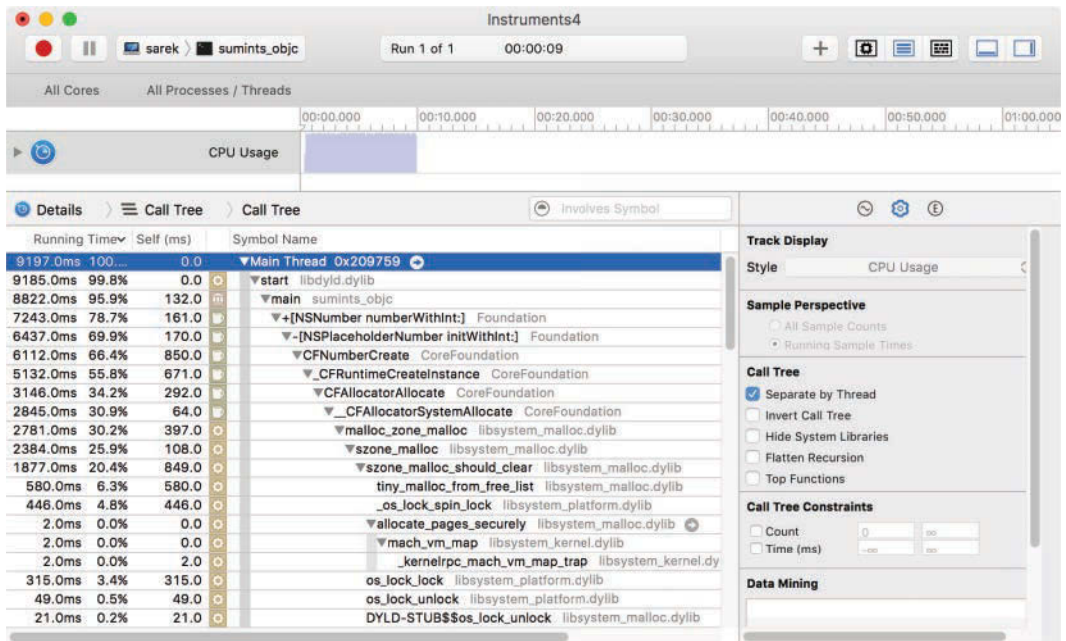 Instruments4
sarek sumints_objc
Run 1 of 1 00:00:09
All Cores All Processes / Threads
00:00.000 00:10.000 00:20.000 00:30.000 00:40.000 00:50.000 01:00.000
CPU Usage
Details Call Tree Call Tree Involves Symbol
Running Time Self (ms) Symbol Name
9197.0ms 100.... 0.0 Main Thread 0x209759
9185.0ms 99.8% 0.0 start libdyld.dylib
8822.0ms 95.9% 132.0 main sumints_objc
7243.0ms 78.7% 161.0 +[NSNumber numberWithInt:] Foundation
6437.0ms 69.9% 170.0 -[NSPlaceholderNumber initWithInt:] Foundation
6112.0ms 66.4% 850.0 CFNumberCreate CoreFoundation
5132.0ms 55.8% 671.0 _CFRuntimeCreateInstance CoreFoundation
3146.0ms 34.2% 292.0 CFAllocatorAllocate CoreFoundation
2845.0ms 30.9% 64.0 __CFAllocatorSystemAllocate CoreFoundation
2781.0ms 30.2% 397.0 malloc_zone_malloc libsystem_malloc.dylib
2384.0ms 25.9% 108.0 szone_malloc libsystem_malloc.dylib
1877.0ms 20.4% 849.0 szone_malloc_should_clear libsystem_malloc.dylib
580.0ms 6.3% 580.0 tiny_malloc_from_free_list libsystem_malloc.dylib
446.0ms 4.8% 446.0 _os_lock_spin_lock libsystem_platform.dylib
2.0ms 0.0% 0.0 allocate_pages_securely libsystem_malloc.dylib
2.0ms 0.0% 0.0 mach_vm_map libsystem_kernel.dylib
2.0ms 0.0% 2.0 _kernelrpc_mach_vm_map_trap libsystem_kernel.dy
315.0ms 3.4% 315.0 os_lock_lock libsystem_platform.dylib
49.0ms 0.5% 49.0 os_lock_unlock libsystem_platform.dylib
21.0ms 0.2% 21.0 DYLD-STUB$$os_lock_unlock libsystem_malloc.dylib
Track Display
Style CPU Usage
Sample Perspective
All Sample Counts
Running Sample Times
Call Tree
Separate by Thread
Invert Call Tree
Hide System Libraries
Flatten Recursion
Top Functions
Call Tree Constraints
Count 0 ∞
Time (ms) -∞ ∞
Data Mining